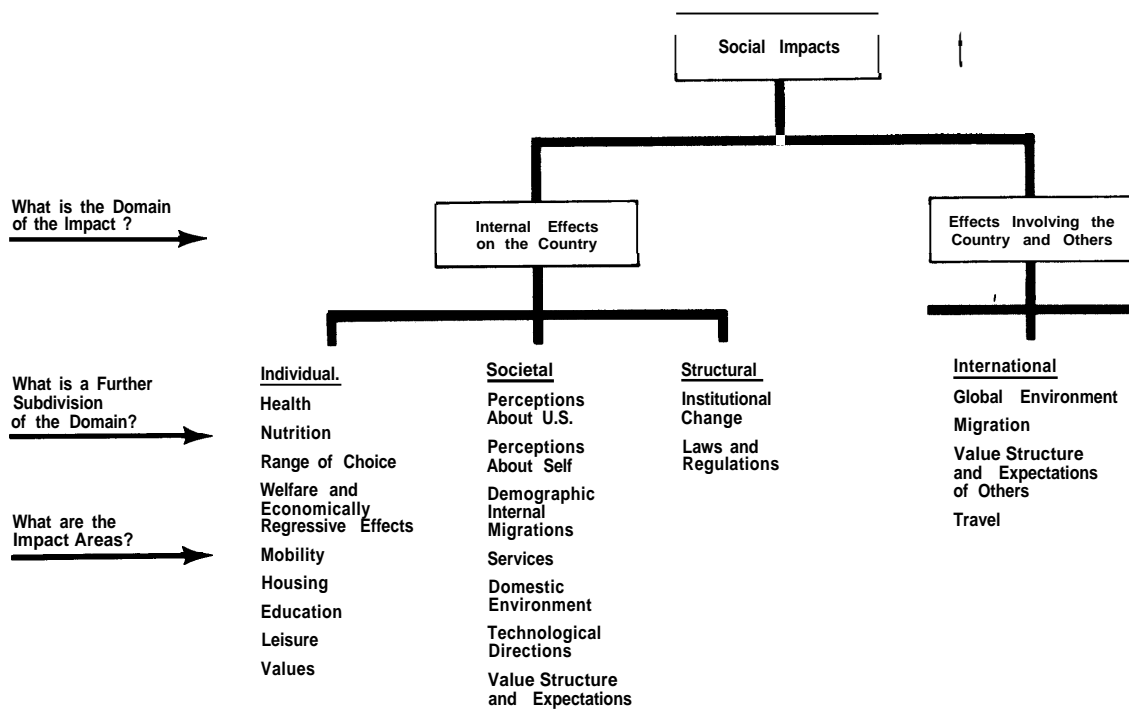 Social Impacts
What is the Domain
of the Impact ?
Internal Effects
on the Country
Effects Involving the
Country and Others
What is a Further
Subdivision
of the Domain?
What are the
Impact Areas?
Individual.
Health
Nutrition
Range of Choice
Welfare and
Economically
Regressive Effects
Mobility
Housing
Education
Leisure
Values
Societal
Perceptions
About U.S.
Perceptions
About Self
Demographic
Internal
Migrations
Services
Domestic
Environment
Technological
Directions
Value Structure
and Expectations
Structural
Institutional
Change
Laws and
Regulations
International
Global Environment
Migration
Value Structure
and Expectations
of Others
Travel